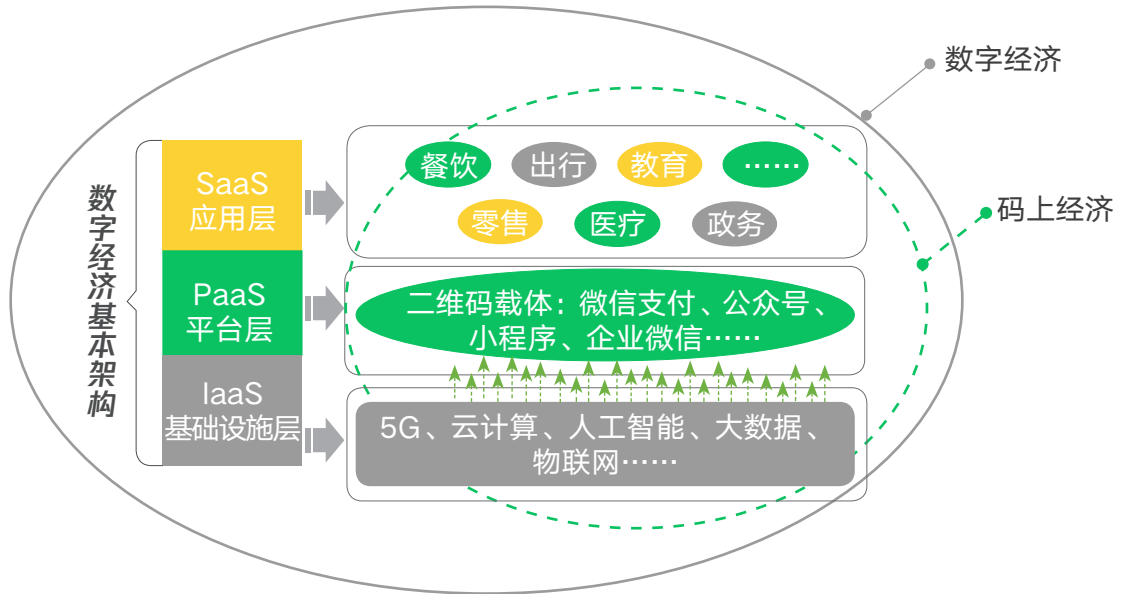 数字经济
码上经济
数字经济基本架构
SaaS
应用层
餐饮
出行
教育
……
零售
医疗
政务
PaaS
平台层
二维码载体：微信支付、公众号、
小程序、企业微信……
IaaS
基础设施层
5G、云计算、人工智能、大数据、
物联网……